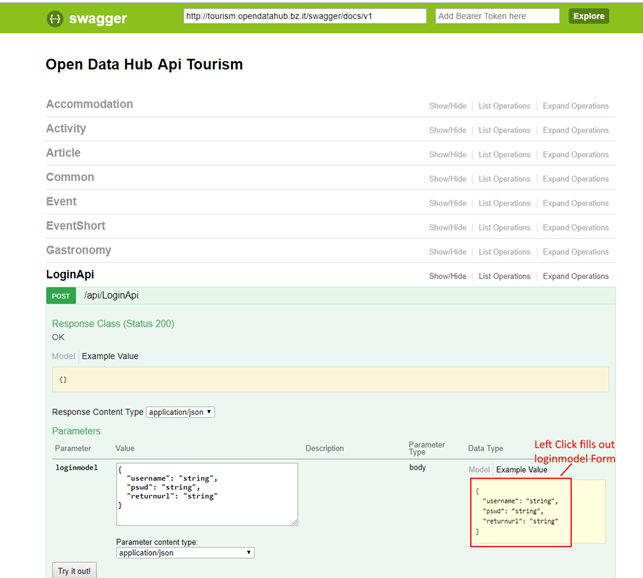 {··} swagger http://tourism.opendatahub.bz.it/swagger/docs/v1 Add Bearer Token here Explore
Open Data Hub Api Tourism
Accommodation Show/Hide List Operations Expand Operations
Activity Show/Hide List Operations Expand Operations
Article Show/Hide List Operations Expand Operations
Common Show/Hide List Operations Expand Operations
Event Show/Hide List Operations Expand Operations
EventShort Show/Hide List Operations Expand Operations
Gastronomy Show/Hide List Operations Expand Operations
LoginApi Show/Hide List Operations Expand Operations
POST /api/LoginApi
Response Class (Status 200)
OK
Model Example Value
{}
Response Content Type application/json
Parameters
Parameter Value Description Parameter Type Data Type
Left Click fills out
loginmodel Form
loginmodel
{
"username": "string",
"pswd": "string",
"returnurl": "string"
}
body
Model Example Value
{
"username": "string",
"pswd": "string",
"returnurl": "string"
}
Parameter content type:
application/json
Try it out!